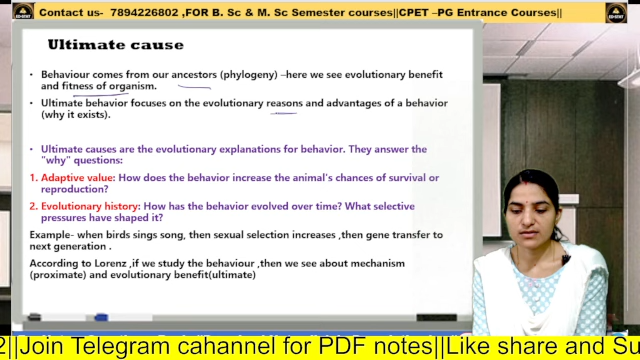 Contact us- 7894226802 ,FOR B. Sc & M. Sc Semester courses||CPET –PG Entrance Courses||
Ultimate cause
• Behaviour comes from our ancestors (phylogeny) –here we see evolutionary benefit
and fitness of organism.
• Ultimate behavior focuses on the evolutionary reasons and advantages of a behavior
(why it exists).
• Ultimate causes are the evolutionary explanations for behavior. They answer the
"why" questions:
1. Adaptive value: How does the behavior increase the animal's chances of survival or
reproduction?
2. Evolutionary history: How has the behavior evolved over time? What selective
pressures have shaped it?
Example- when birds sings song, then sexual selection increases ,then gene transfer to
next generation .
According to Lorenz ,if we study the behaviour ,then we see about mechanism
(proximate) and evolutionary benefit(ultimate)
2||Join Telegram cahannel for PDF notes||Like share and Su